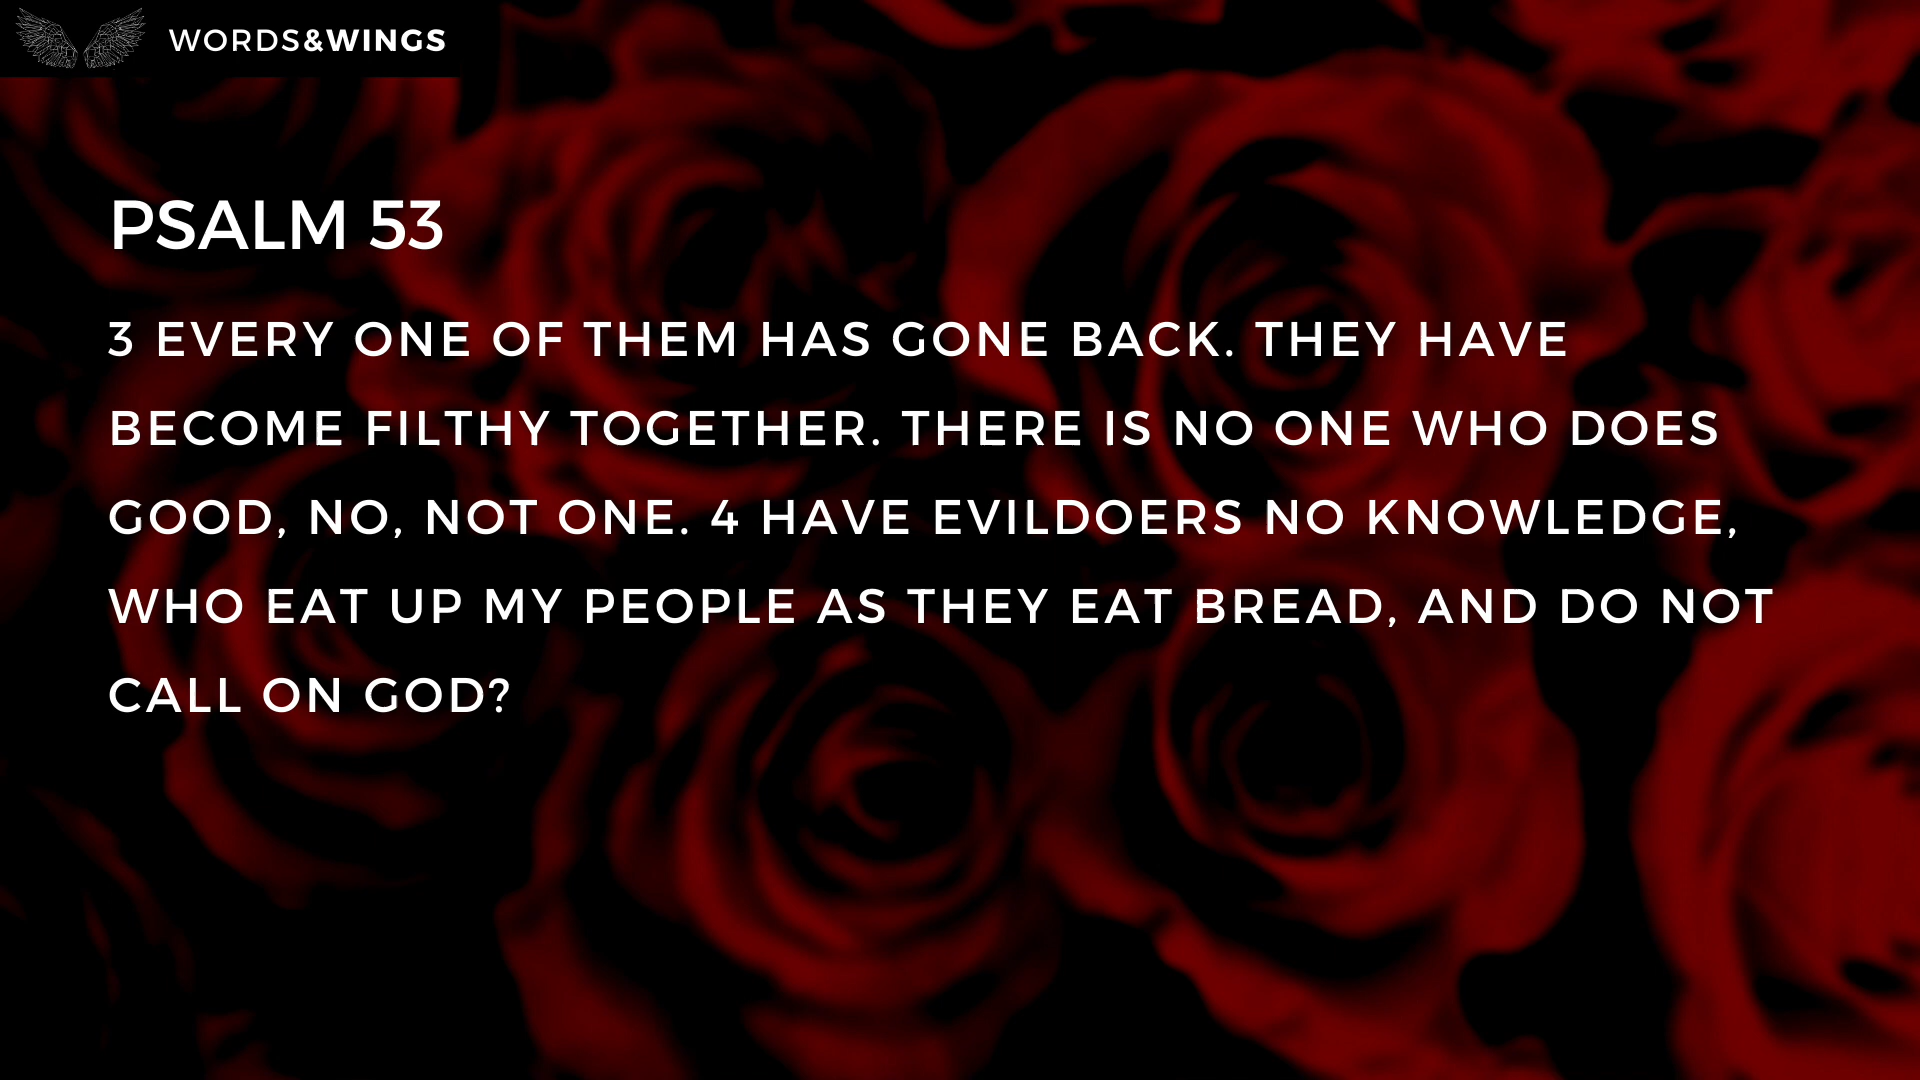 WORDS&WINGS
PSALM 53
3 EVERY ONE OF THEM HAS GONE BACK. THEY HAVE
BECOME FILTHY TOGETHER. THERE IS NO ONE WHO DOES
GOOD, NO, NOT ONE. 4 HAVE EVILDOERS NO KNOWLEDGE,
WHO EAT UP MY PEOPLE AS THEY EAT BREAD, AND DO NOT
CALL ON GOD?